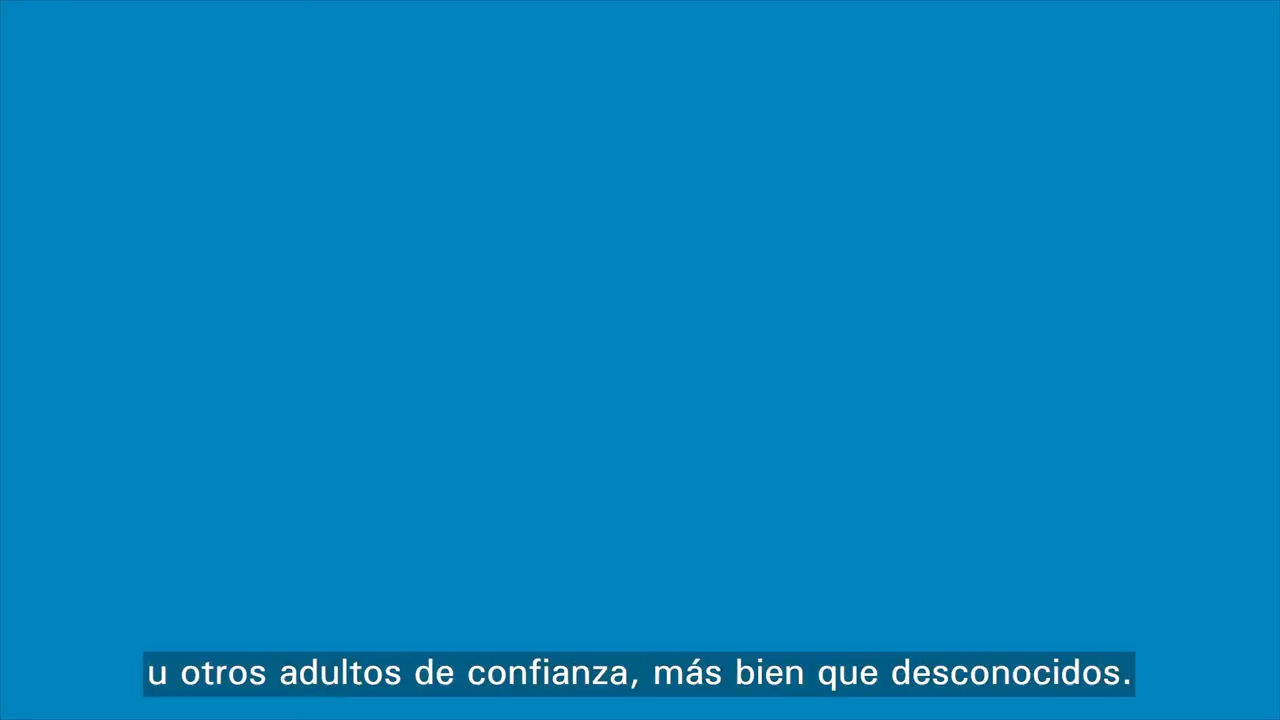 u otros adultos de confianza, más bien que desconocidos.